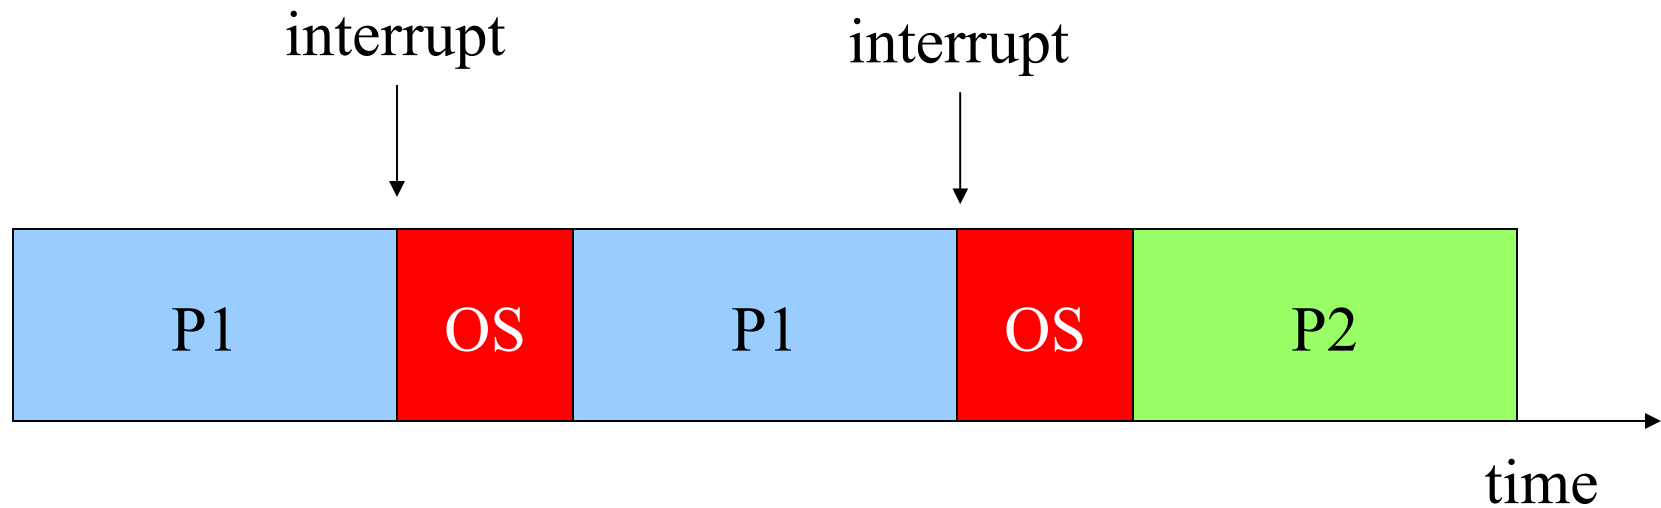 interrupt
interrupt
P1
OS
P1
OS
P2
time